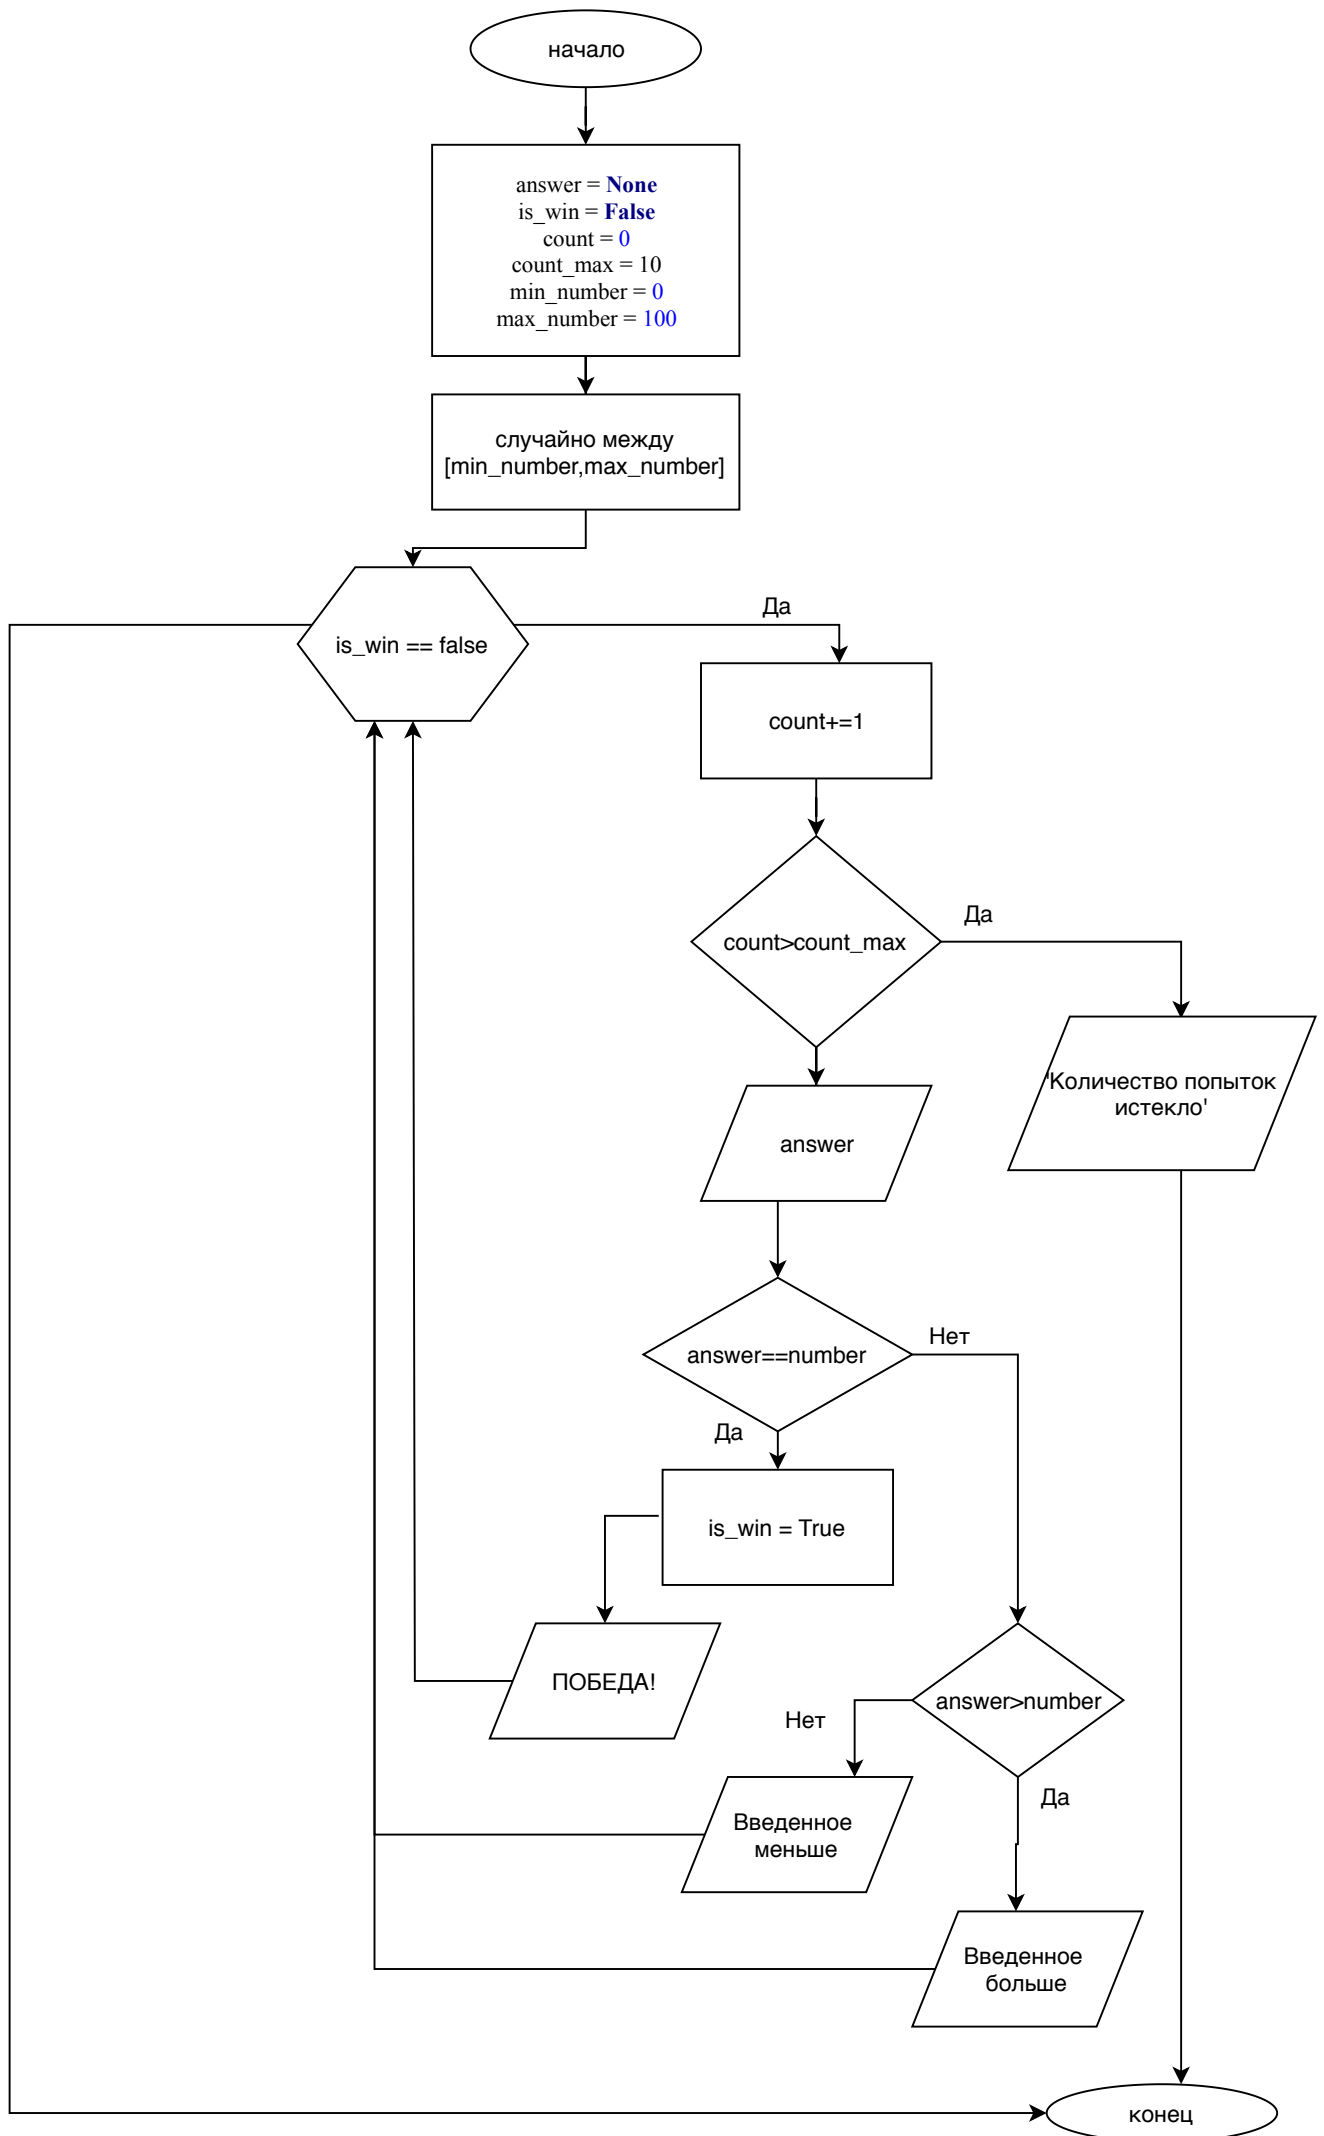 начало
answer = None
is_win = False
count = 0
count_max = 10
min_number = 0
max_number = 100
случайно между
[min_number,max_number]
is_win == false
Да
count+=1
count>count_max
Да
'Количество попыток
истекло'
answer
answer==number
Нет
Да
is_win = True
ПОБЕДА!
answer>number
Нет
Да
Введенное
меньше
Введенное
больше
конец